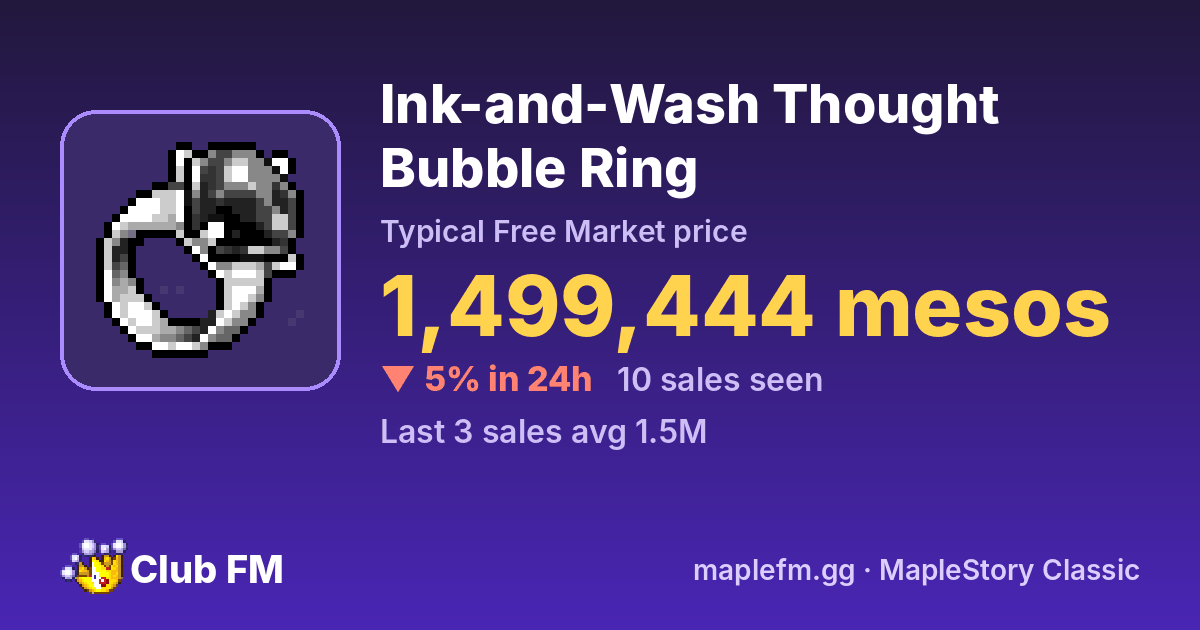 Ink-and-Wash Thought
Bubble Ring
Typical Free Market price
1,499,444 mesos
▼ 5% in 24h 10 sales seen
Last 3 sales avg 1.5M
Club FM
maplefm.gg · MapleStory Classic